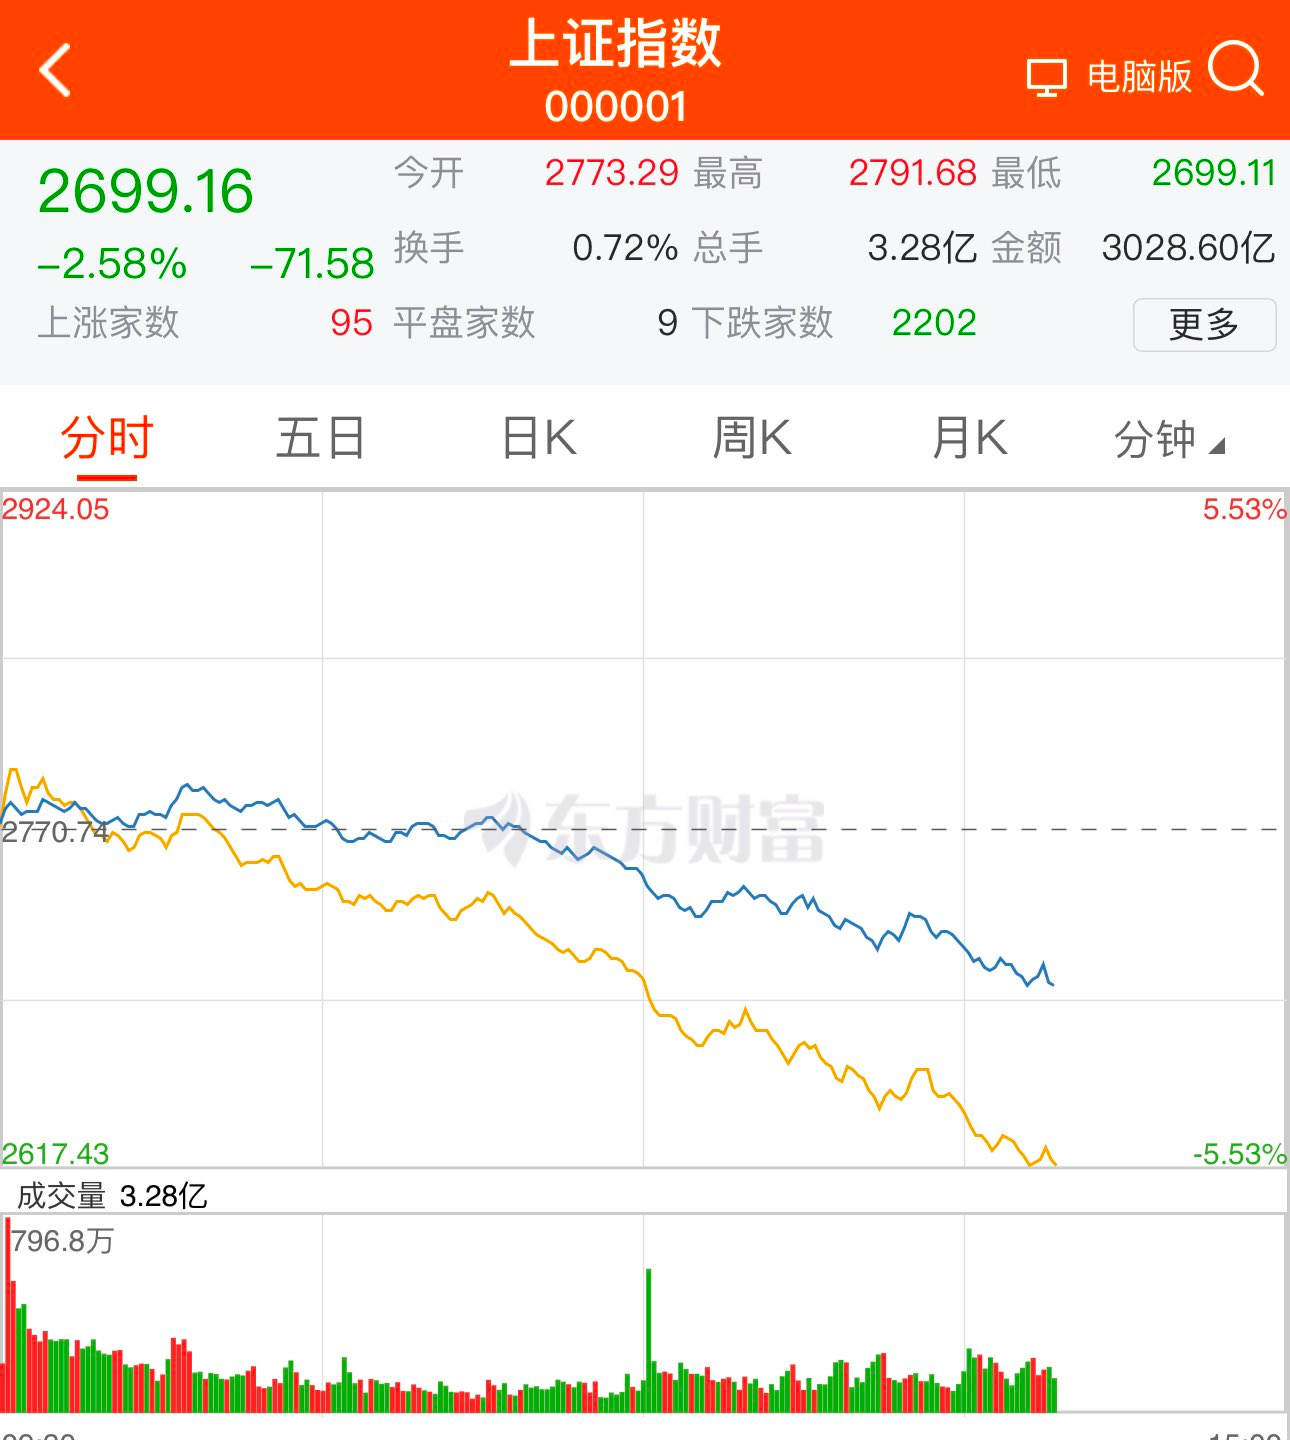 上证指数
000001
电脑版
2699.16 今开 2773.29 最高 2791.68 最低 2699.11
-2.58% -71.58 换手 0.72% 总手 3.28亿 金额 3028.60亿
上涨家数 95 平盘家数 9 下跌家数 2202 更多
分时 五日 日K 周K 月K 分钟
2924.05 5.53%
东方财富
2770.74
2617.43 -5.53%
成交量 3.28亿
796.8万